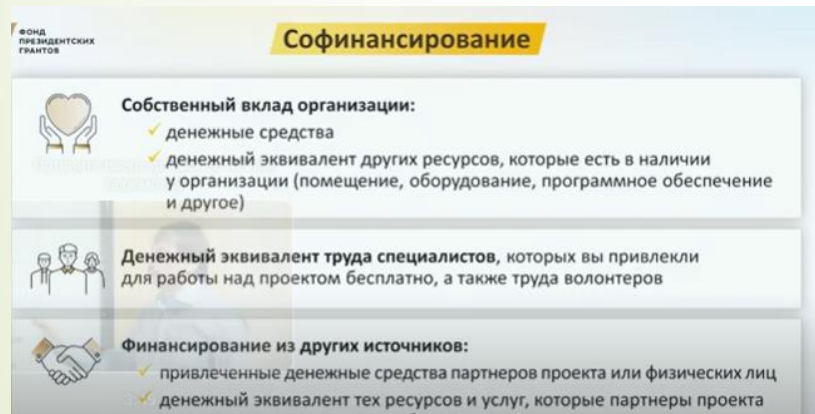 ФОНД
ПРЕЗИДЕНТСКИХ
ГРАНТОВ
Софинансирование
Собственный вклад организации:
денежные средства
денежный эквивалент других ресурсов, которые есть в наличии
у организации (помещение, оборудование, программное обеспечение
и другое)
Денежный эквивалент труда специалистов, которых вы привлекли
для работы над проектом бесплатно, а также труда волонтеров
Финансирование из других источников:
привлеченные денежные средства партнеров проекта или физических лиц
денежный эквивалент тех ресурсов и услуг, которые партнеры проекта